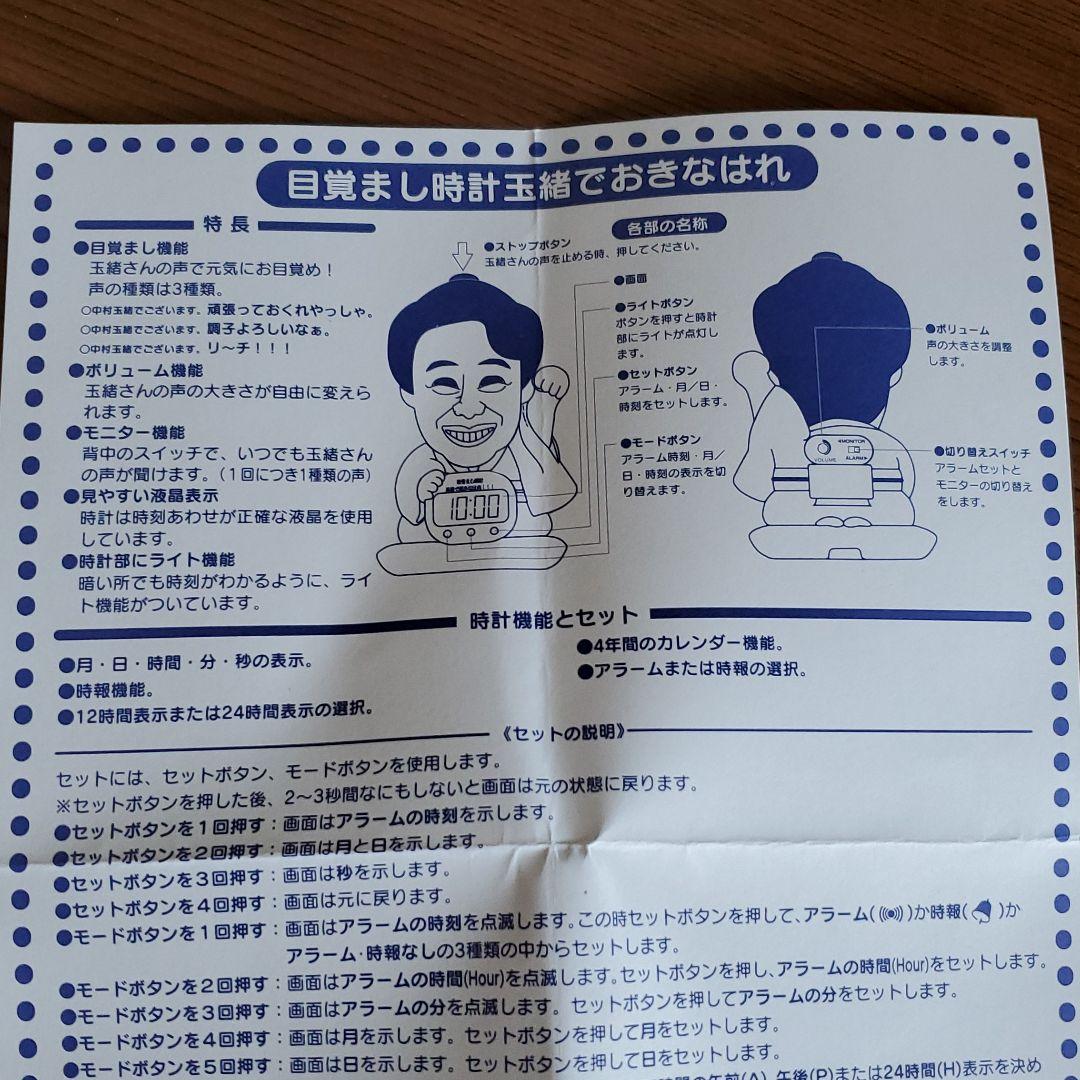 目覚まし時計玉緒でおきなはれ
特長
●目覚まし機能
玉緒さんの声で元気にお目覚め！
声の種類は3種類。
○中村玉緒でございます。頑張っておくれやっしゃ。
○中村玉緒でございます。調子よろしいなぁ。
○中村玉緒でございます。リ〜チ！！！
●ボリューム機能
玉緒さんの声の大きさが自由に変えら
れます。
●モニター機能
背中のスイッチで、いつでも玉緒さん
の声が聞けます。（1回につき1種類の声）
●見やすい液晶表示
時計は時刻あわせが正確な液晶を使用
しています。
●時計部にライト機能
暗い所でも時刻がわかるように、ライ
ト機能がついています。
各部の名称
●ストップボタン
玉緒さんの声を止める時、押してください。
●画面
●ライトボタン
ボタンを押すと時計
部にライトが点灯し
ます。
●セットボタン
アラーム・月／日・
時刻をセットします。
●モードボタン
アラーム時刻・月／
日・時刻の表示を切
り替えます。
10:00
●ボリューム
声の大きさを調整
します。
●切り替えスイッチ
アラームセットと
モニターの切り替え
をします。
◀MONITOR
VOLUME
ALARM▶
時計機能とセット
●月・日・時間・分・秒の表示。
●時報機能。
●12時間表示または24時間表示の選択。
●4年間のカレンダー機能。
●アラームまたは時報の選択。
《セットの説明》
セットには、セットボタン、モードボタンを使用します。
※セットボタンを押した後、2〜3秒間なにもしないと画面は元の状態に戻ります。
●セットボタンを1回押す：画面はアラームの時刻を示します。
●セットボタンを2回押す：画面は月と日を示します。
●セットボタンを3回押す：画面は秒を示します。
●セットボタンを4回押す：画面は元に戻ります。
●モードボタンを1回押す：画面はアラームの時刻を点滅します。この時セットボタンを押して、アラーム( )か時報( )か
アラーム・時報なしの3種類の中からセットします。
●モードボタンを2回押す：画面はアラームの時間(Hour)を点滅します。セットボタンを押し、アラームの時間(Hour)をセットします。
●モードボタンを3回押す：画面はアラームの分を点滅します。セットボタンを押してアラームの分をセットします。
●モードボタンを4回押す：画面は月を示します。セットボタンを押して月をセットします。
●モードボタンを5回押す：画面は日を示します。セットボタンを押して日をセットします。
時間の午前(A)、午後(P)または24時間(H)表示を決め